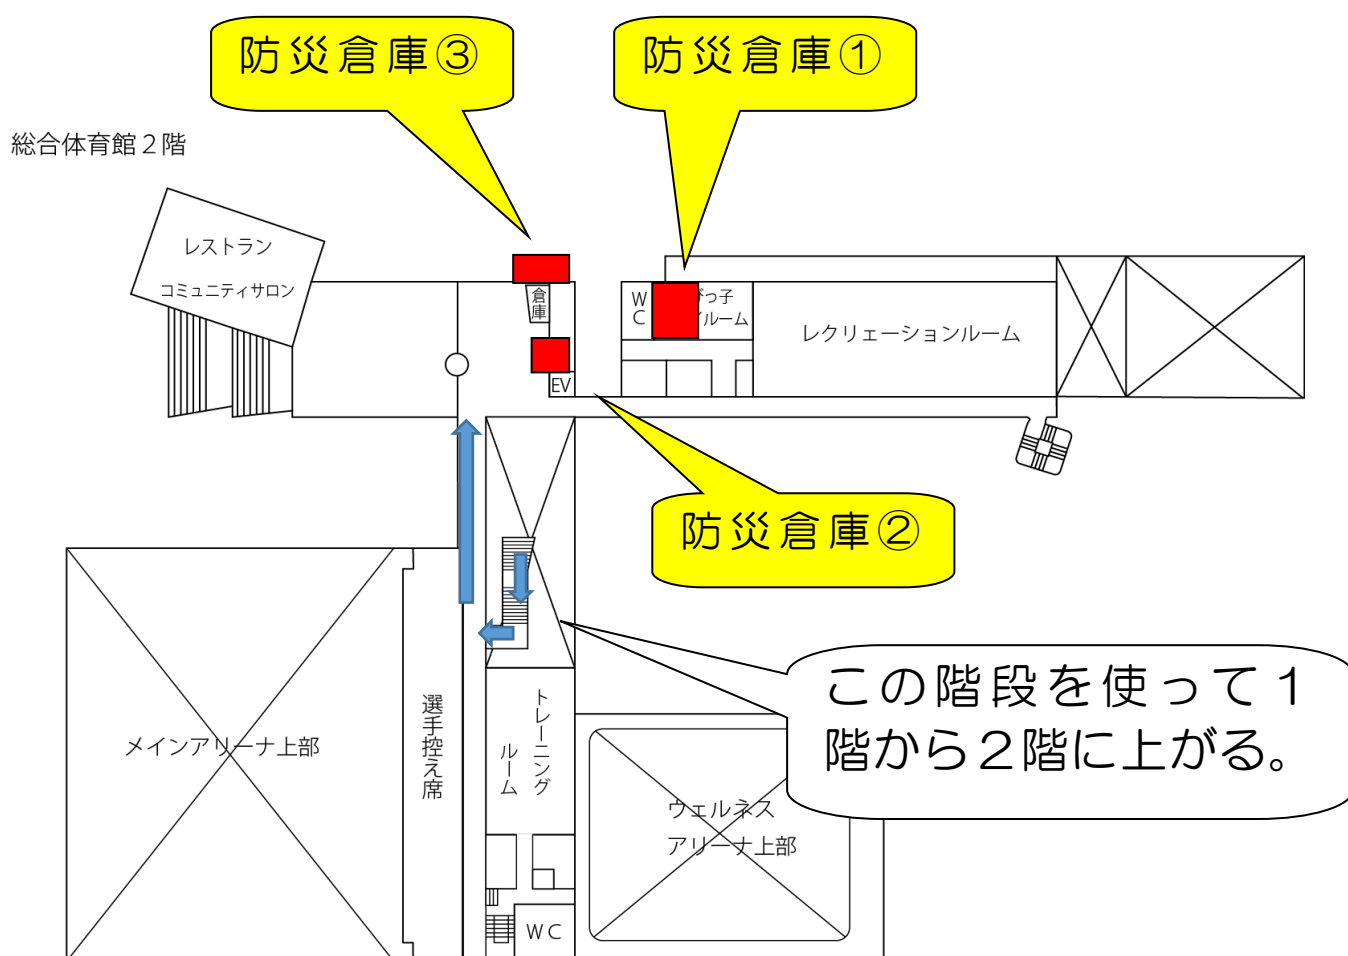 防災倉庫③
防災倉庫①
総合体育館２階
レストラン
コミュニティサロン
倉庫
EV
WC
っ子
ルーム
レクリェーションルーム
防災倉庫②
この階段を使って１
階から２階に上がる。
メインアリーナ上部
選手控え席
トレーニング
ルーム
ウェルネス
アリーナ上部
ＷＣ